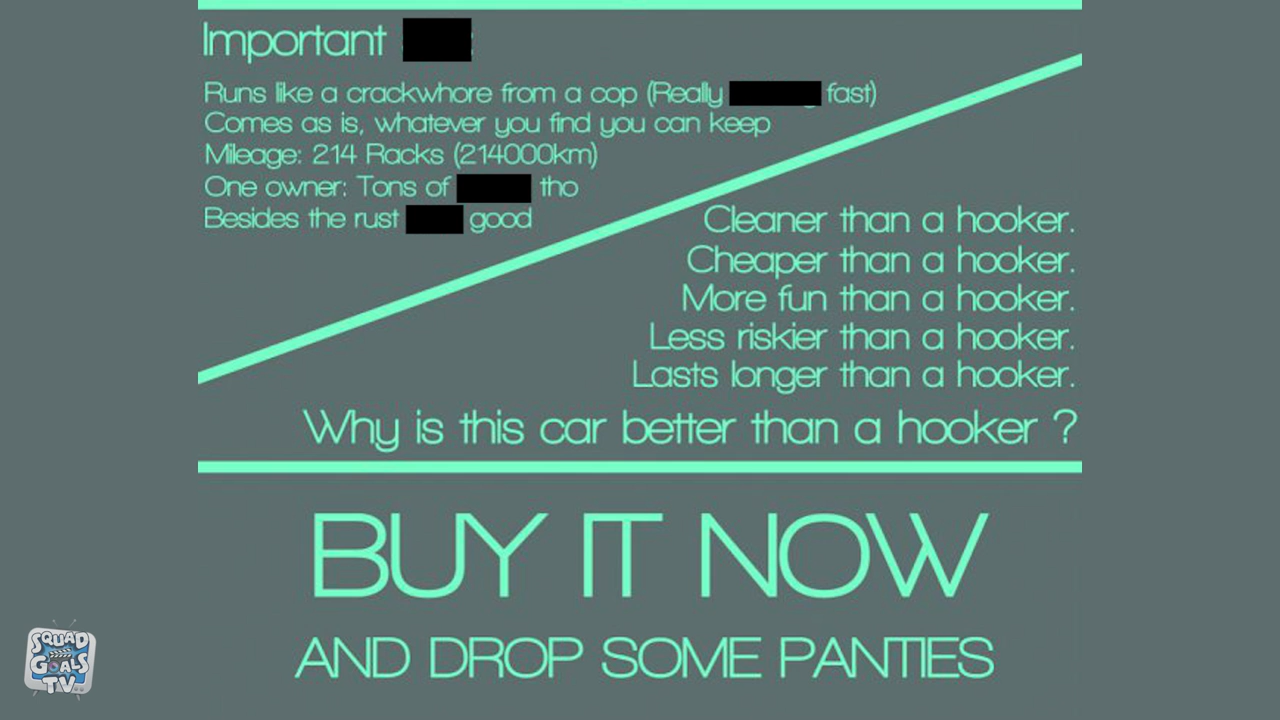 Important
Runs like a crackwhore from a cop (Really fast)
Comes as is, whatever you find you can keep
Mileage: 214 Racks (214000km)
One owner: Tons of tho
Besides the rust good
Cleaner than a hooker.
Cheaper than a hooker.
More fun than a hooker.
Less riskier than a hooker.
Lasts longer than a hooker.
Why is this car better than a hooker ?
BUY IT NOW
AND DROP SOME PANTIES
SQUAD
GOALS
TV